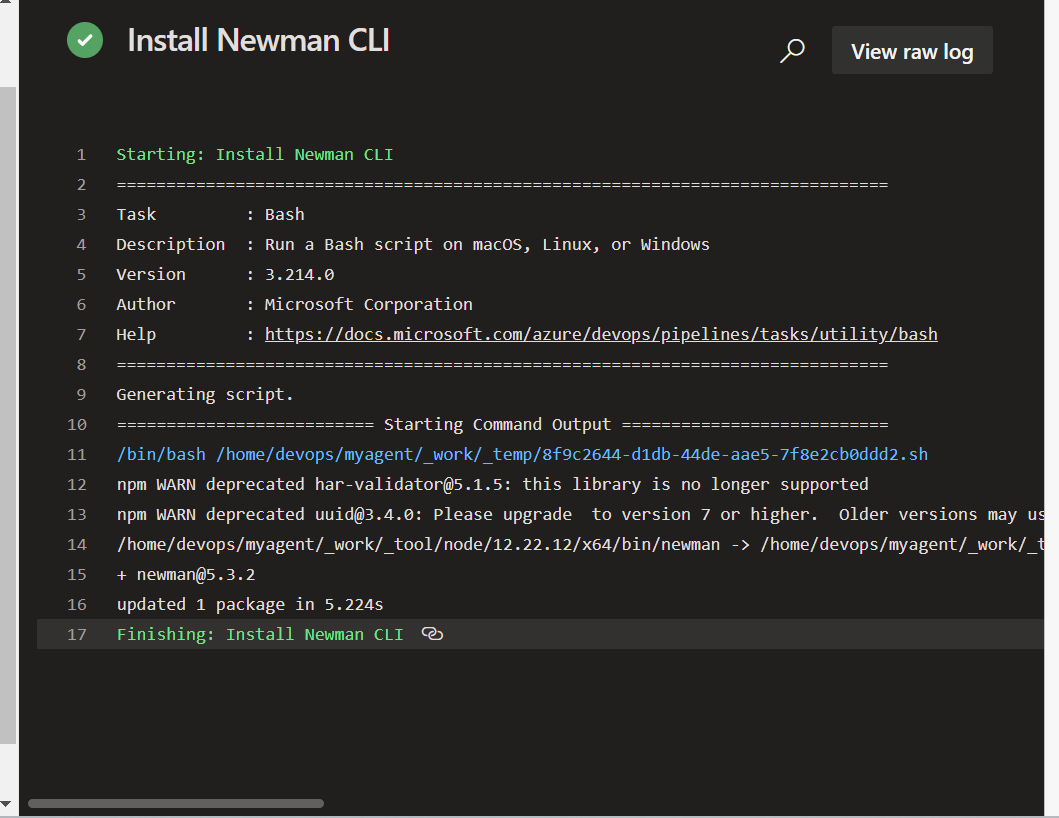 Install Newman CLI
View raw log
1 Starting: Install Newman CLI
2 ==============================================================================
3 Task         : Bash
4 Description  : Run a Bash script on macOS, Linux, or Windows
5 Version      : 3.214.0
6 Author       : Microsoft Corporation
7 Help         : https://docs.microsoft.com/azure/devops/pipelines/tasks/utility/bash
8 ==============================================================================
9 Generating script.
10 ========================== Starting Command Output ===========================
11 /bin/bash /home/devops/myagent/_work/_temp/8f9c2644-d1db-44de-aae5-7f8e2cb0ddd2.sh
12 npm WARN deprecated har-validator@5.1.5: this library is no longer supported
13 npm WARN deprecated uuid@3.4.0: Please upgrade  to version 7 or higher.  Older versions may us
14 /home/devops/myagent/_work/_tool/node/12.22.12/x64/bin/newman -> /home/devops/myagent/_work/_t
15 + newman@5.3.2
16 updated 1 package in 5.224s
17 Finishing: Install Newman CLI